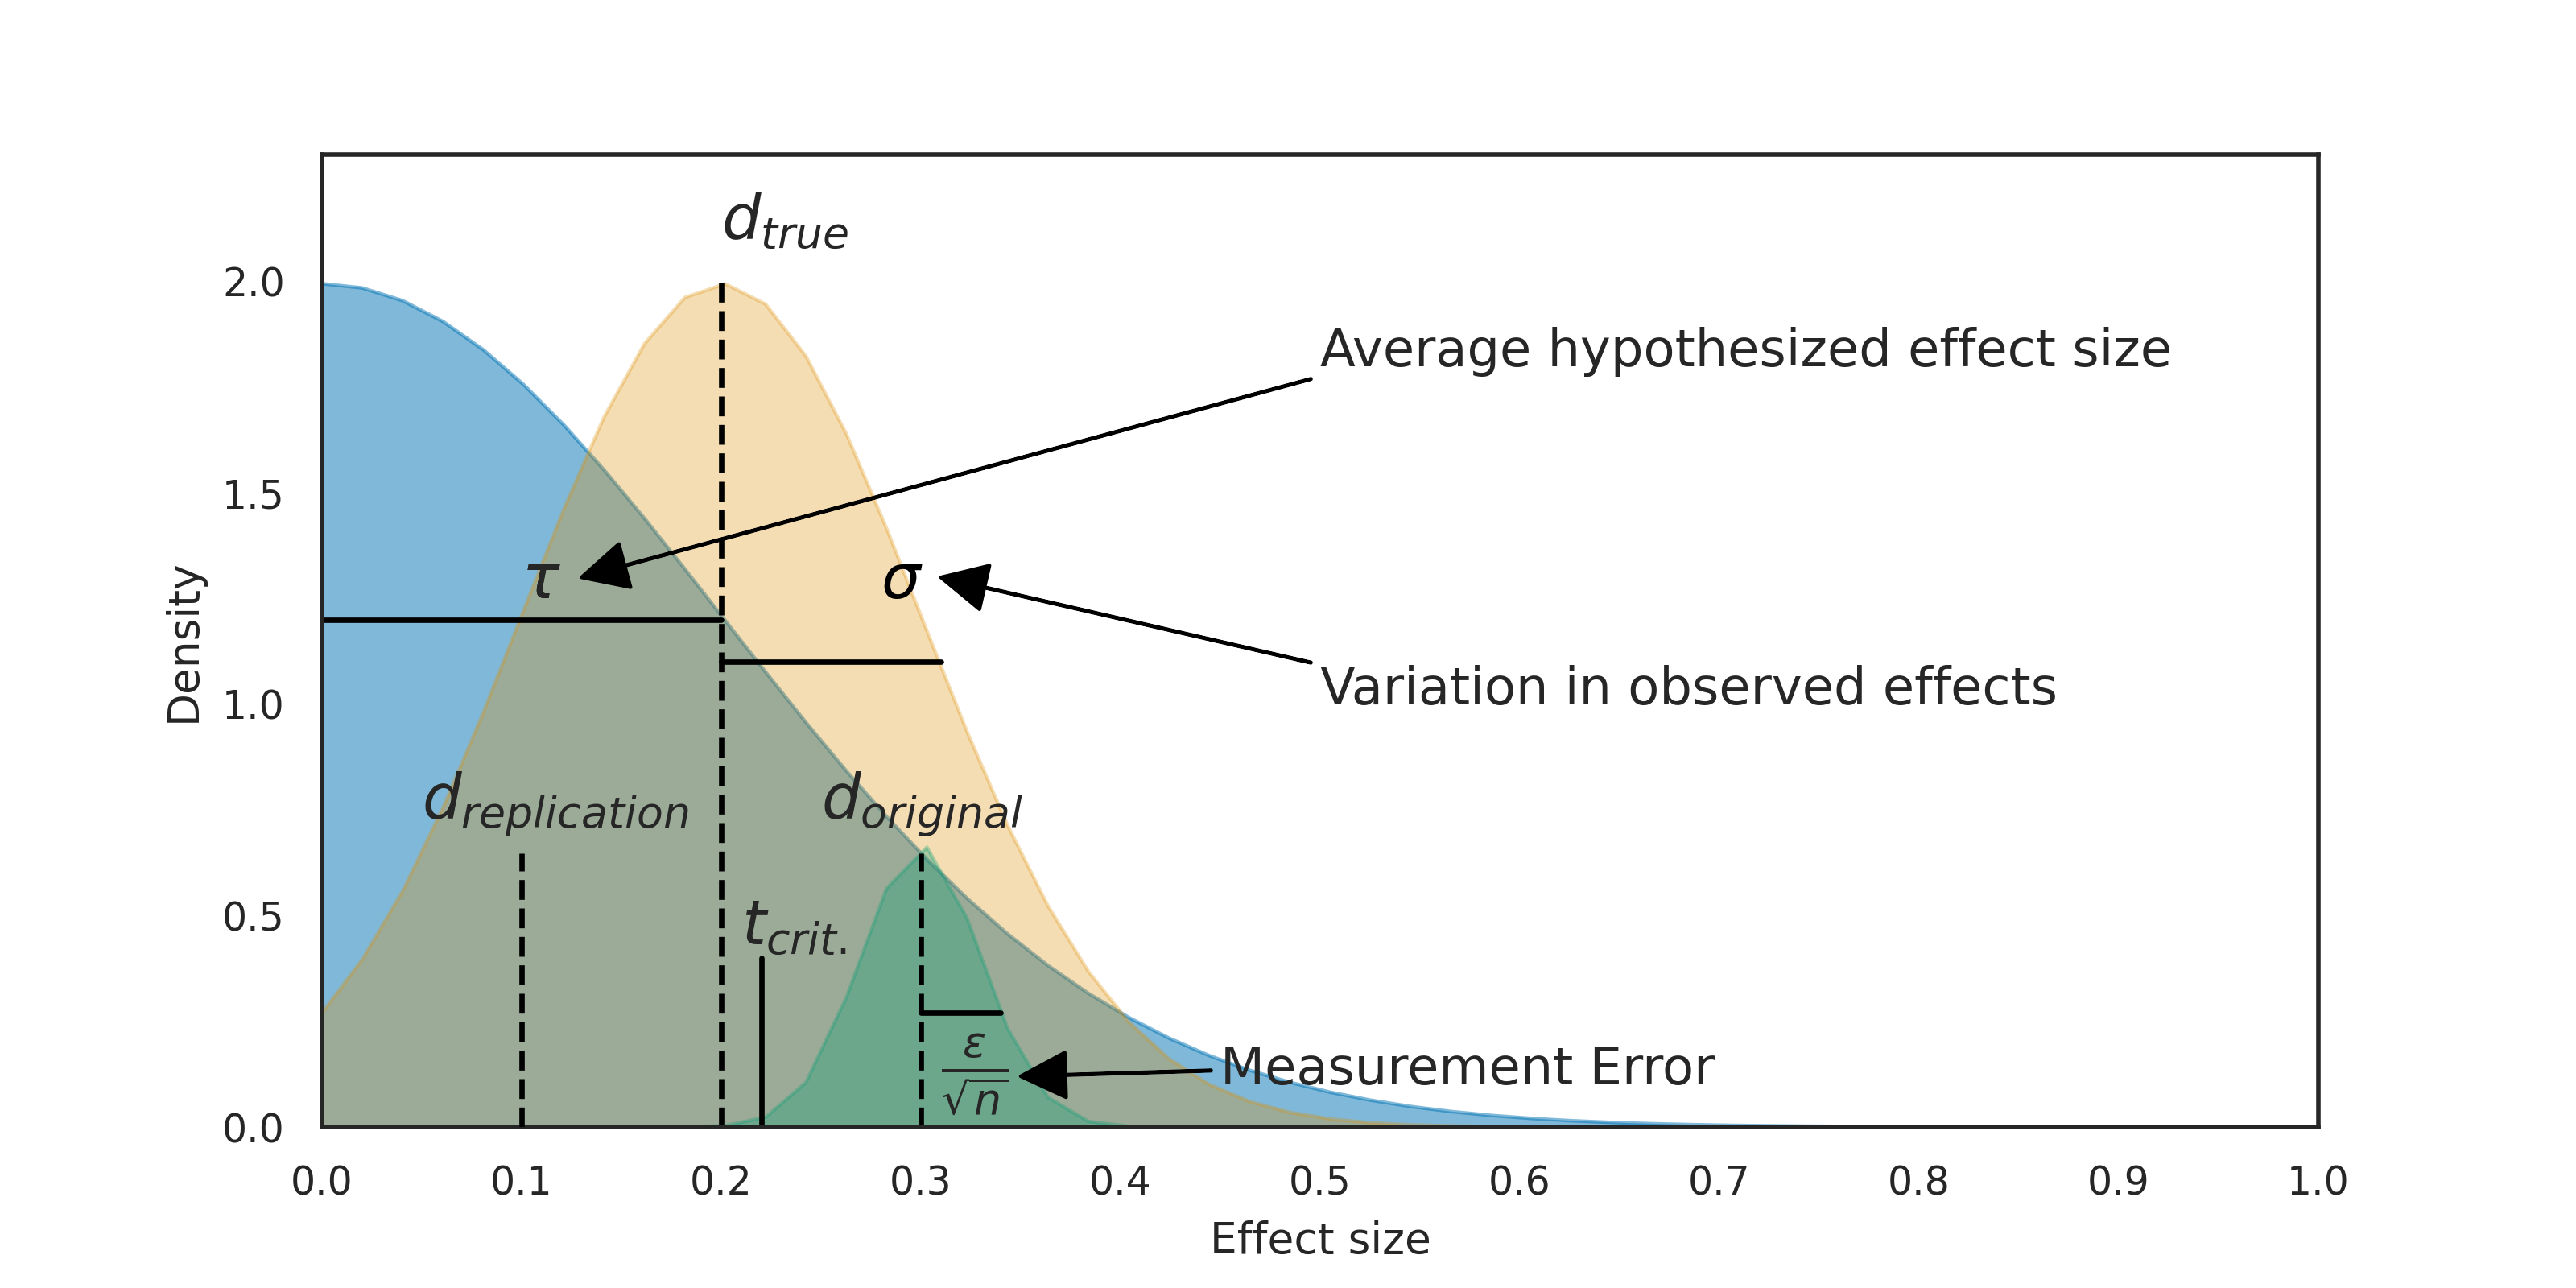 d_true
2.0
Average hypothesized effect size
1.5
τ
σ
Density
1.0
Variation in observed effects
d_replication
d_original
0.5
t_crit.
ε
√n
Measurement Error
0.0
0.0 0.1 0.2 0.3 0.4 0.5 0.6 0.7 0.8 0.9 1.0
Effect size